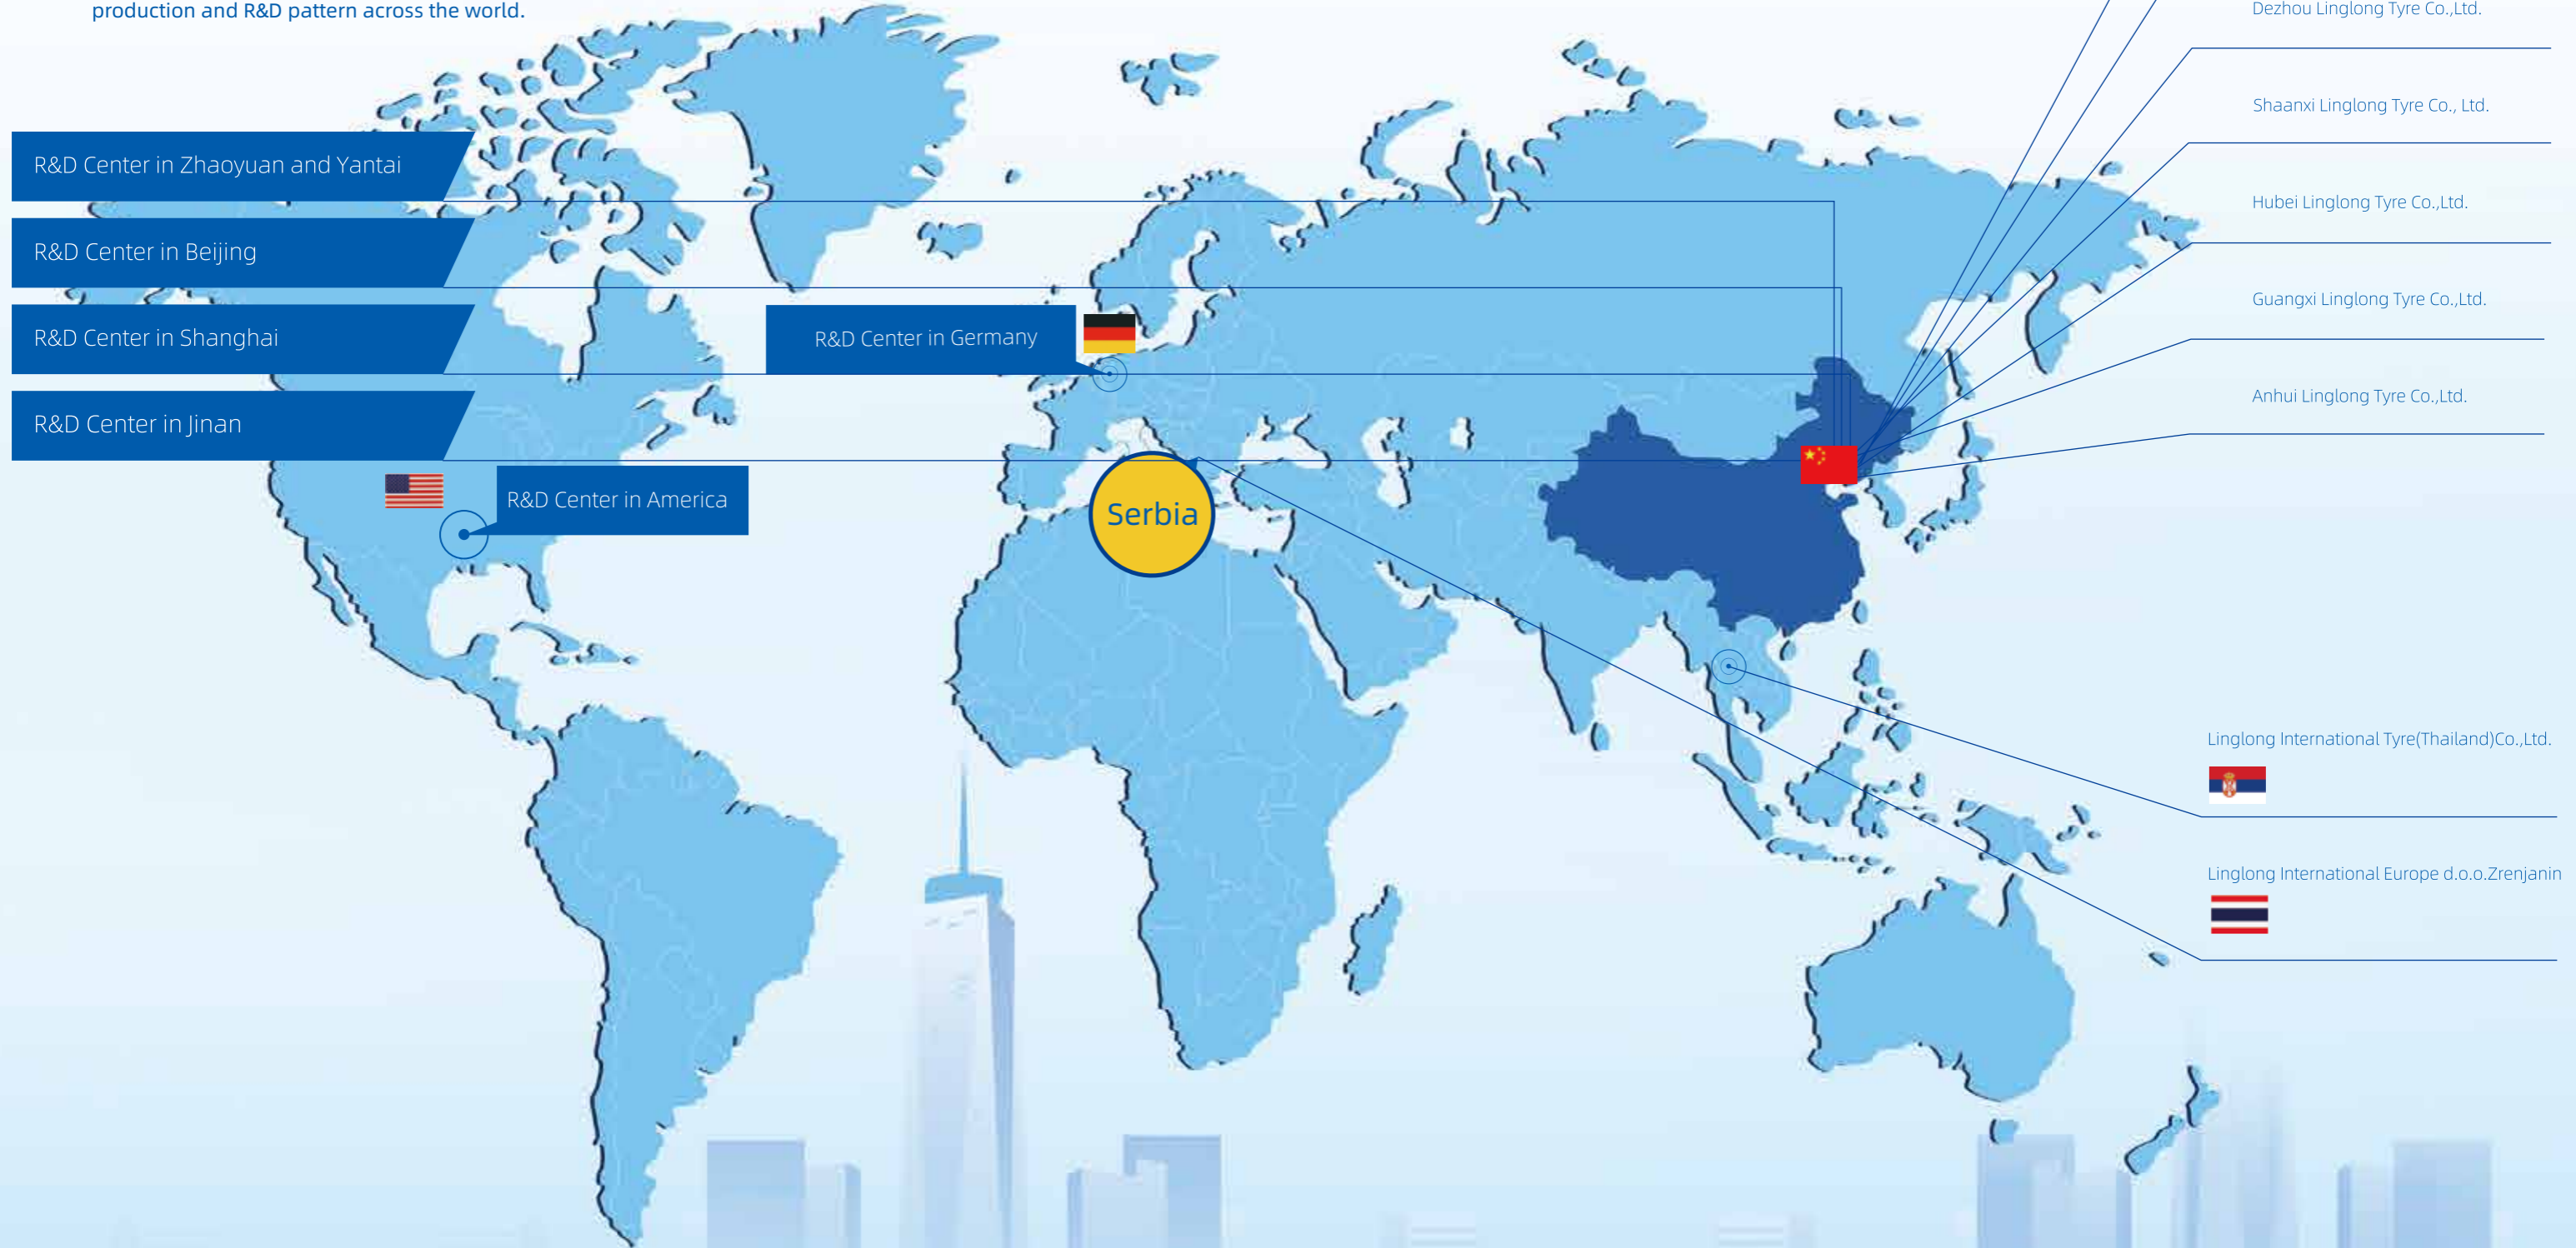 production and R&D pattern across the world.
R&D Center in Zhaoyuan and Yantai
R&D Center in Beijing
R&D Center in Shanghai
R&D Center in Jinan
R&D Center in Germany
R&D Center in America
Serbia
Dezhou Linglong Tyre Co.,Ltd.
Shaanxi Linglong Tyre Co., Ltd.
Hubei Linglong Tyre Co.,Ltd.
Guangxi Linglong Tyre Co.,Ltd.
Anhui Linglong Tyre Co.,Ltd.
Linglong International Tyre(Thailand)Co.,Ltd.
Linglong International Europe d.o.o.Zrenjanin